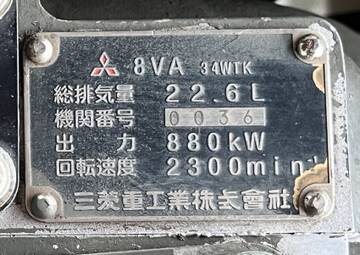 8VA 34WTK
総排気量 22.6L
機関番号 0036
出力 880kW
回転速度 2300min⁻¹
三菱重工業株式會社